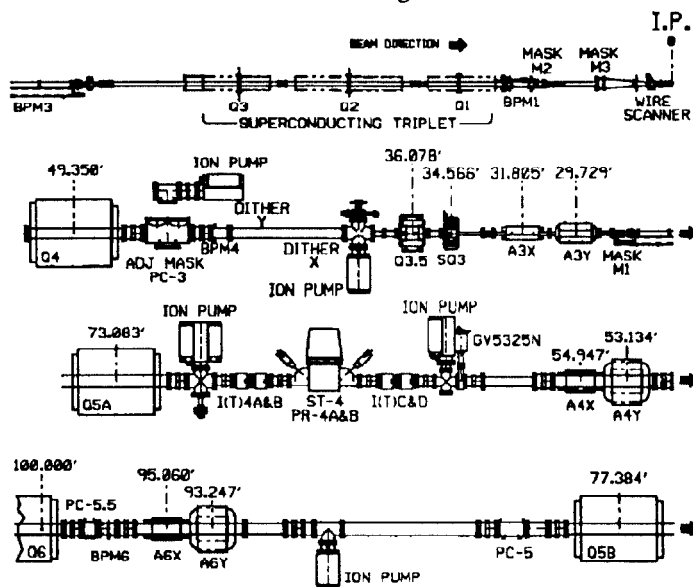 I.P.
BEAM DIRECTION
MASK M2
MASK M3
BPM3
Q3
Q2
Q1
BPM1
WIRE SCANNER
SUPERCONDUCTING TRIPLET
49.350'
ION PUMP
36.078'
34.566'
31.805'
29.729'
DITHER Y
Q4
ADJ MASK PC-3
BPM4
DITHER X
Q3.5
SQ3
A3X
A3Y
MASK M1
ION PUMP
73.083'
ION PUMP
ION PUMP
GV5325N
53.134'
54.947'
Q5A
I(T)4A&B
ST-4
PR-4A&B
I(T)C&D
A4X
A4Y
100.000'
95.060'
93.247'
77.384'
PC-5.5
Q6
BPM6
A6X
A6Y
PC-5
Q5B
ION PUMP